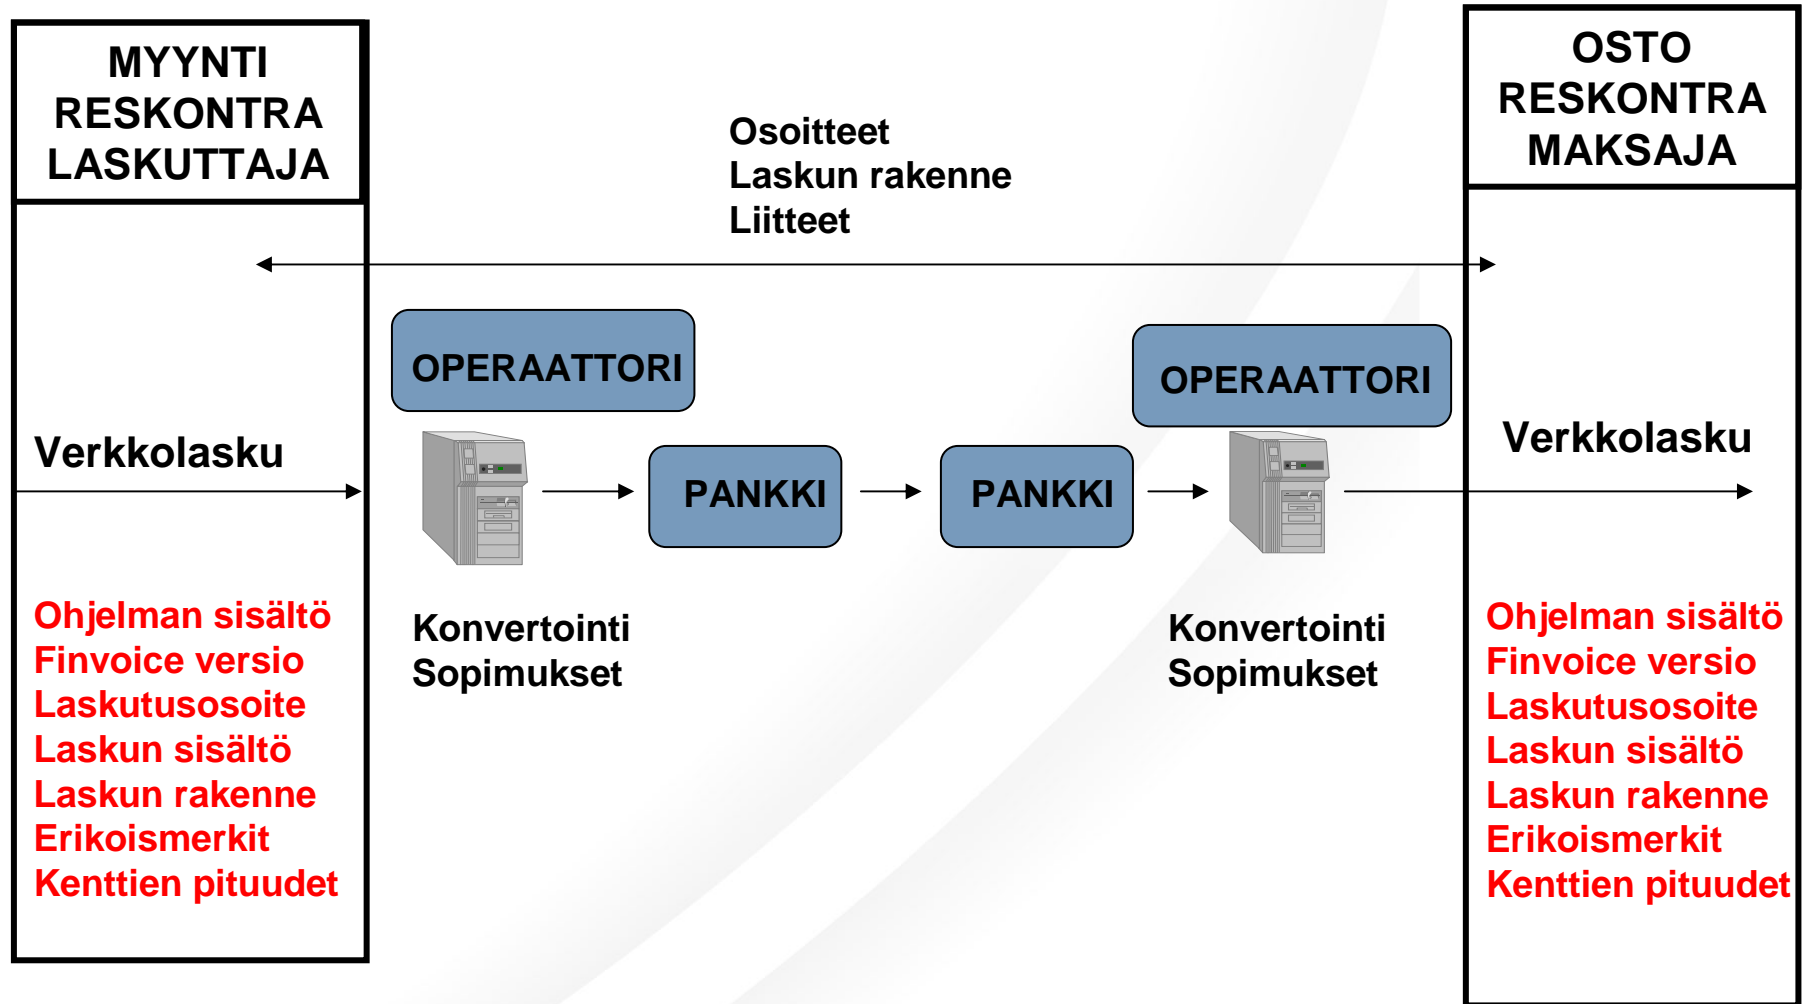 MYYNTI
RESKONTRA
LASKUTTAJA
Osoitteet
Laskun rakenne
Liitteet
OSTO
RESKONTRA
MAKSAJA
OPERAATTORI
OPERAATTORI
Verkkolasku
PANKKI
PANKKI
Verkkolasku
Ohjelman sisältö
Finvoice versio
Laskutusosoite
Laskun sisältö
Laskun rakenne
Erikoismerkit
Kenttien pituudet
Konvertointi
Sopimukset
Konvertointi
Sopimukset
Ohjelman sisältö
Finvoice versio
Laskutusosoite
Laskun sisältö
Laskun rakenne
Erikoismerkit
Kenttien pituudet